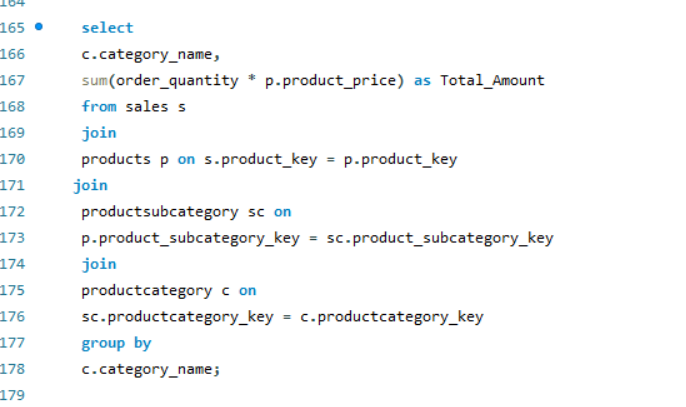 164
165 select
166 c.category_name,
167 sum(order_quantity * p.product_price) as Total_Amount
168 from sales s
169 join
170 products p on s.product_key = p.product_key
171 join
172 productsubcategory sc on
173 p.product_subcategory_key = sc.product_subcategory_key
174 join
175 productcategory c on
176 sc.productcategory_key = c.productcategory_key
177 group by
178 c.category_name;
179